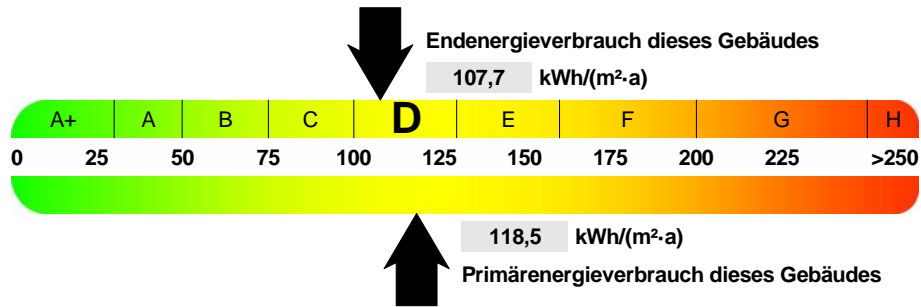 Endenergieverbrauch dieses Gebäudes
107,7 kWh/(m²·a)
A+ A B C D E F G H
0 25 50 75 100 125 150 175 200 225 >250
118,5 kWh/(m²·a)
Primärenergieverbrauch dieses Gebäudes